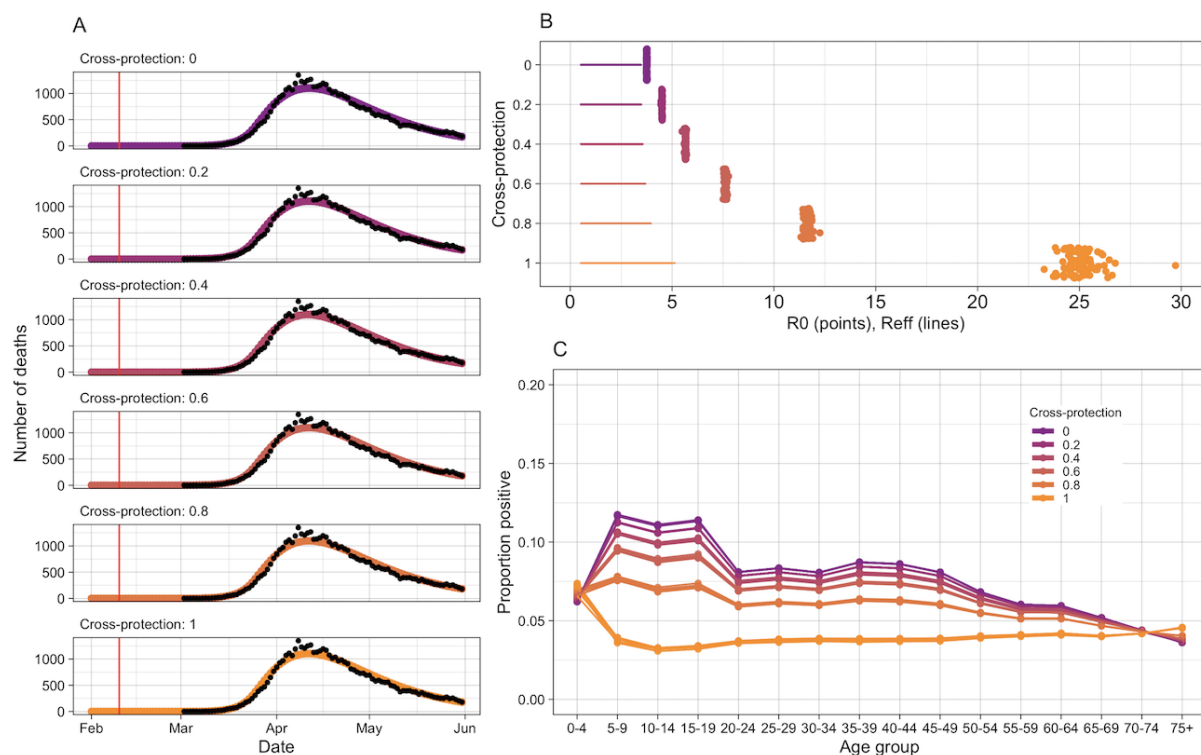 A
Cross-protection: 0
1000
500
0
Cross-protection: 0.2
1000
500
0
Cross-protection: 0.4
1000
500
0
Cross-protection: 0.6
1000
500
0
Cross-protection: 0.8
1000
500
0
Cross-protection: 1
1000
500
0
Feb Mar Apr May Jun
Date
Number of deaths
B
0
0.2
0.4
0.6
0.8
1
Cross-protection
0 5 10 15 20 25 30
R0 (points), Reff (lines)
C
0.20
0.15
0.10
0.05
0.00
Proportion positive
Cross-protection
0
0.2
0.4
0.6
0.8
1
0-4 5-9 10-14 15-19 20-24 25-29 30-34 35-39 40-44 45-49 50-54 55-59 60-64 65-69 70-74 75+
Age group